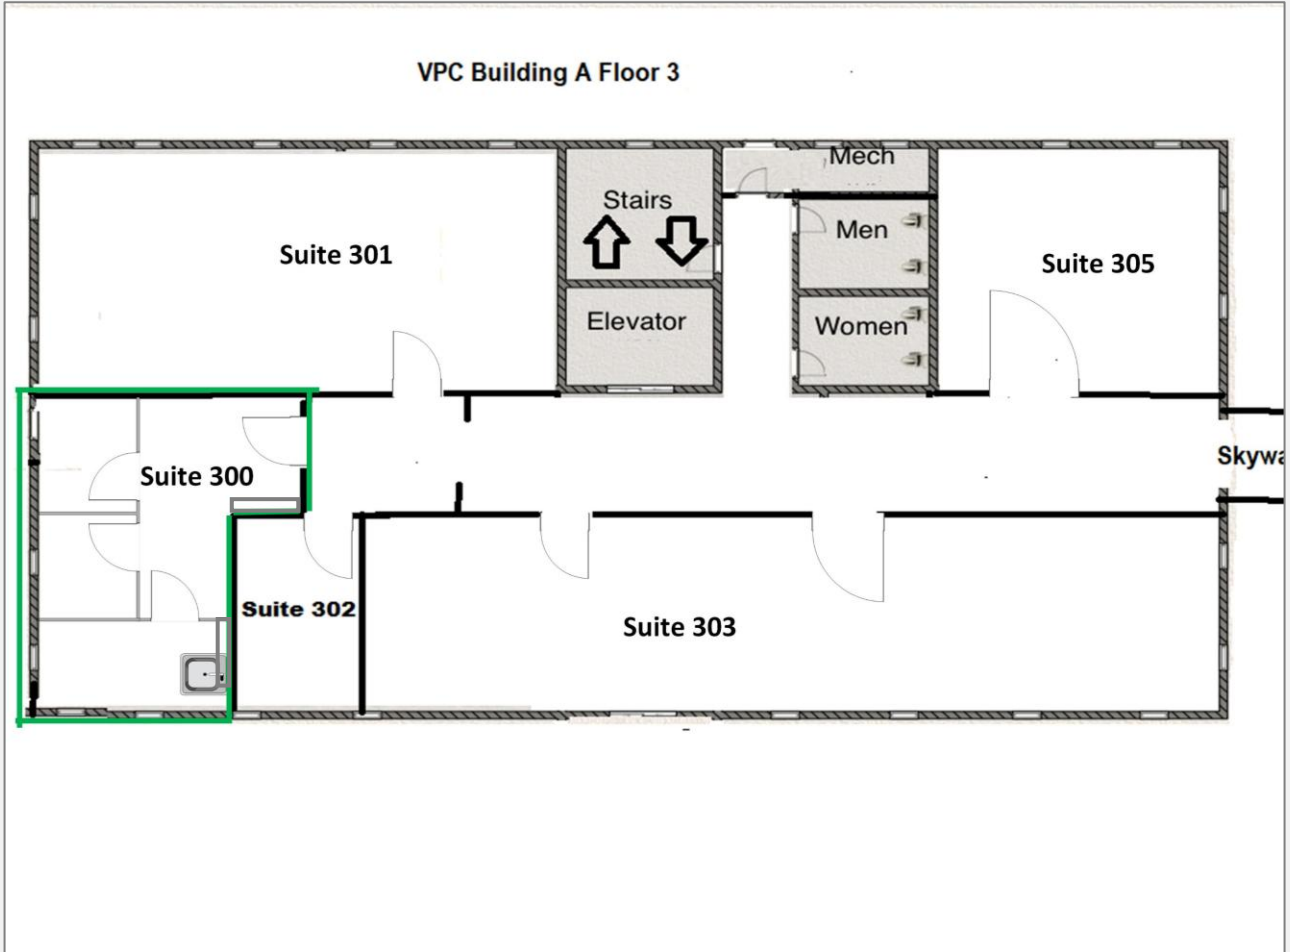 VPC Building A Floor 3
Mech
Stairs
Men
Suite 301
Suite 305
Elevator
Women
Suite 300
Skywa
Suite 302
Suite 303